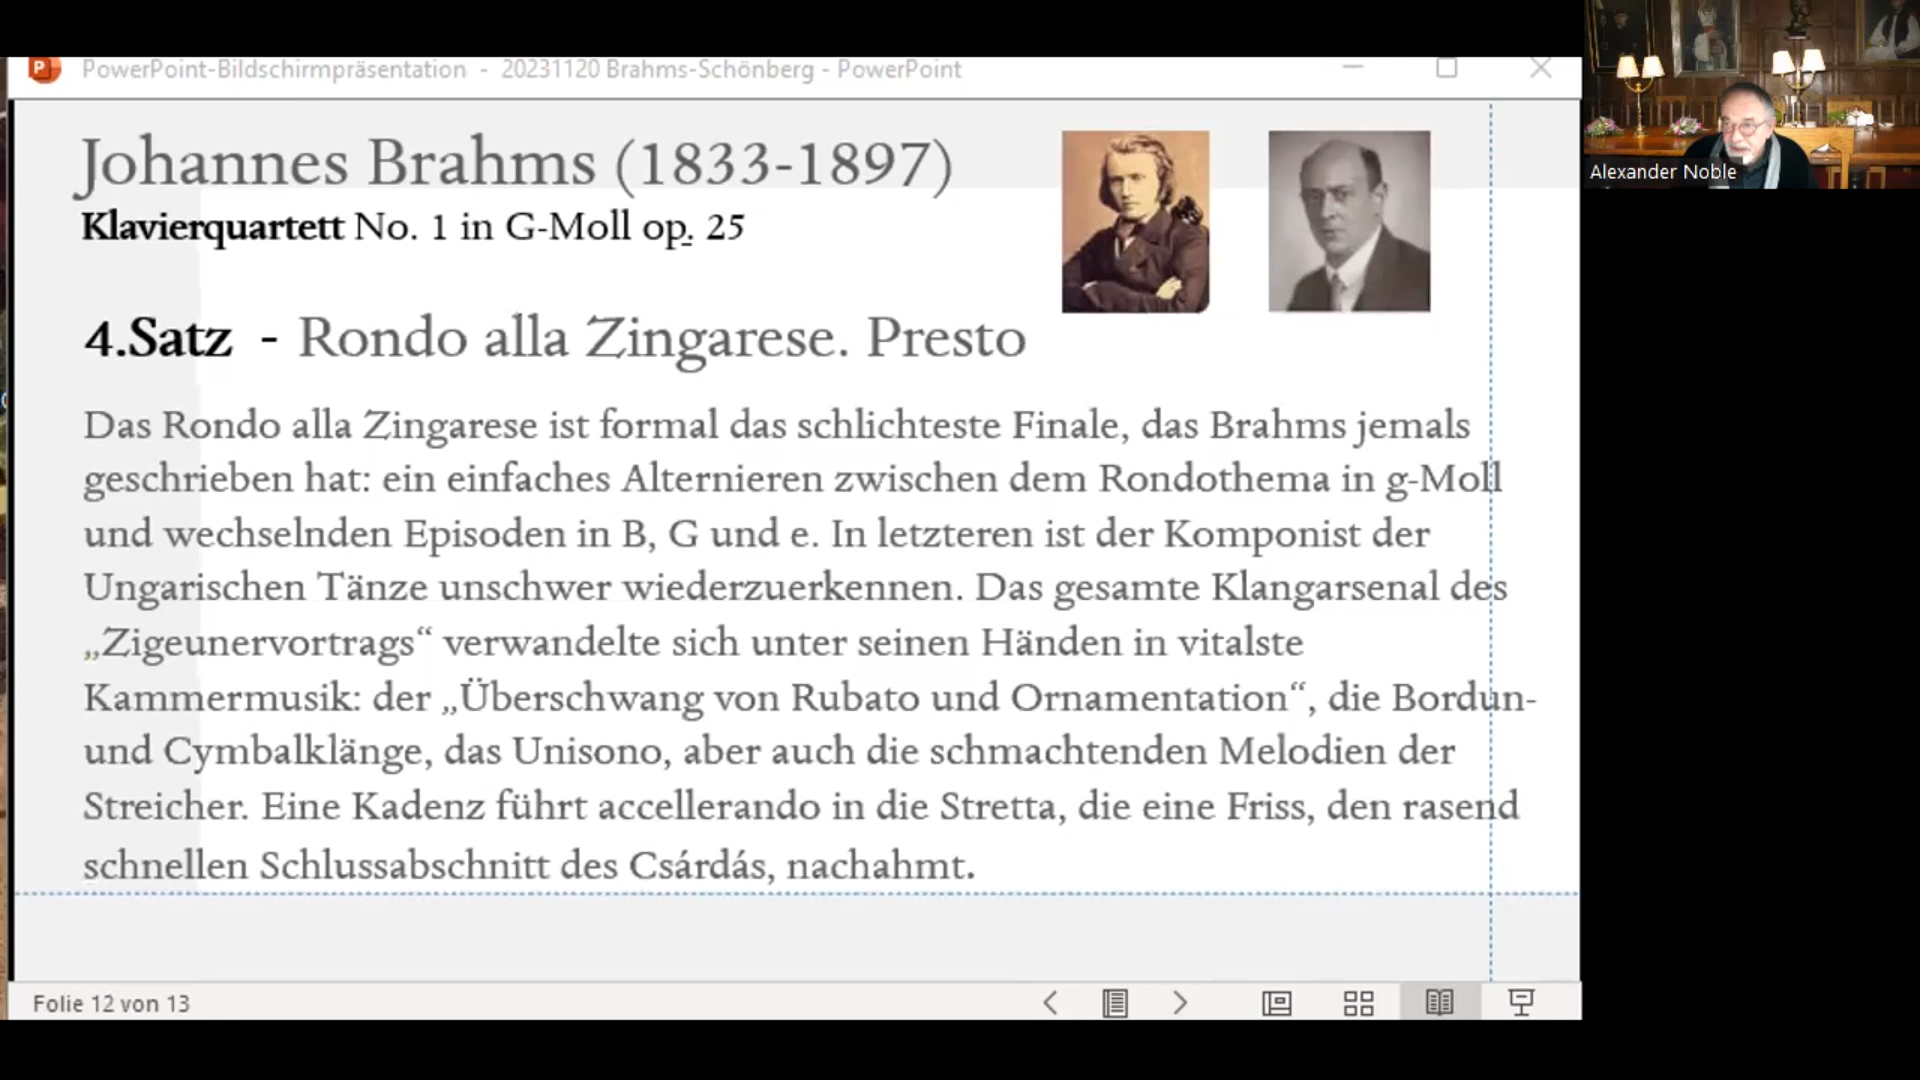 PowerPoint-Bildschirmpräsentation - 20231120 Brahms-Schönberg - PowerPoint
Johannes Brahms (1833-1897)
Klavierquartett No. 1 in G-Moll op. 25
4.Satz - Rondo alla Zingarese. Presto
Das Rondo alla Zingarese ist formal das schlichteste Finale, das Brahms jemals
geschrieben hat: ein einfaches Alternieren zwischen dem Rondothema in g-Moll
und wechselnden Episoden in B, G und e. In letzteren ist der Komponist der
Ungarischen Tänze unschwer wiederzuerkennen. Das gesamte Klangarsenal des
„Zigeunervortrags“ verwandelte sich unter seinen Händen in vitalste
Kammermusik: der „Überschwang von Rubato und Ornamentation“, die Bordun-
und Cymbalklänge, das Unisono, aber auch die schmachtenden Melodien der
Streicher. Eine Kadenz führt accellerando in die Stretta, die eine Friss, den rasend
schnellen Schlussabschnitt des Csárdás, nachahmt.
Folie 12 von 13
Alexander Noble